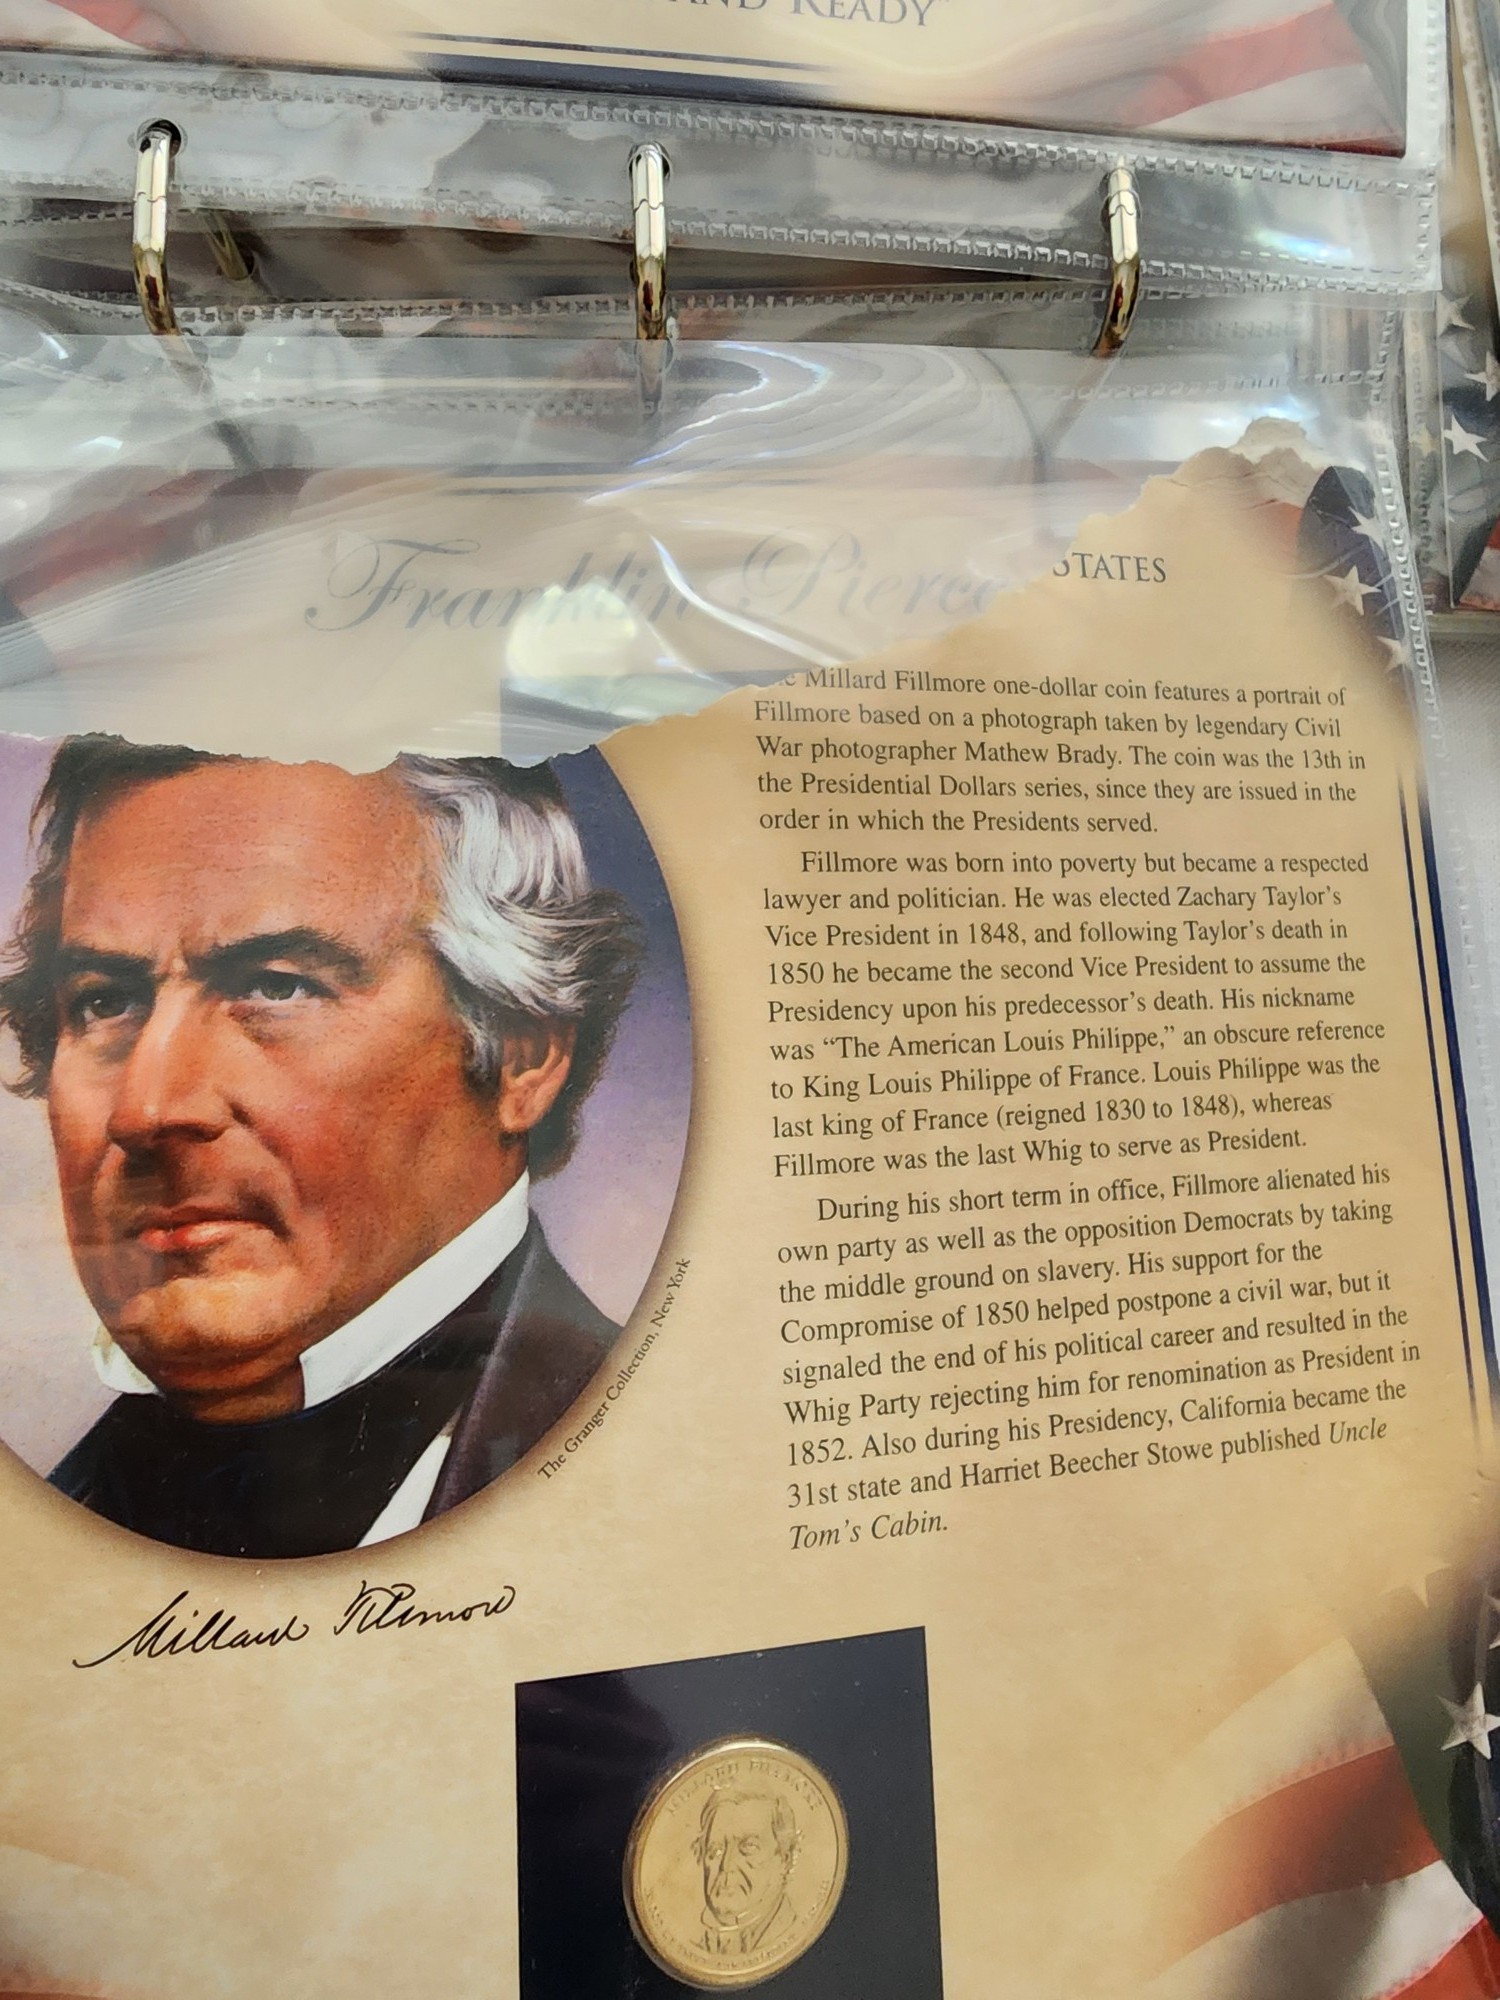 AND READY"
Franklin Pierce
STATES
Millard Fillmore one-dollar coin features a portrait of
Fillmore based on a photograph taken by legendary Civil
War photographer Mathew Brady. The coin was the 13th in
the Presidential Dollars series, since they are issued in the
order in which the Presidents served.
Fillmore was born into poverty but became a respected
lawyer and politician. He was elected Zachary Taylor's
Vice President in 1848, and following Taylor's death in
1850 he became the second Vice President to assume the
Presidency upon his predecessor's death. His nickname
was “The American Louis Philippe,” an obscure reference
to King Louis Philippe of France. Louis Philippe was the
last king of France (reigned 1830 to 1848), whereas
Fillmore was the last Whig to serve as President.
During his short term in office, Fillmore alienated his
own party as well as the opposition Democrats by taking
the middle ground on slavery. His support for the
Compromise of 1850 helped postpone a civil war, but it
signaled the end of his political career and resulted in the
Whig Party rejecting him for renomination as President in
1852. Also during his Presidency, California became the
31st state and Harriet Beecher Stowe published Uncle
Tom's Cabin.
The Granger Collection, New York
Millard Fillmore
MILLARD FILLMORE